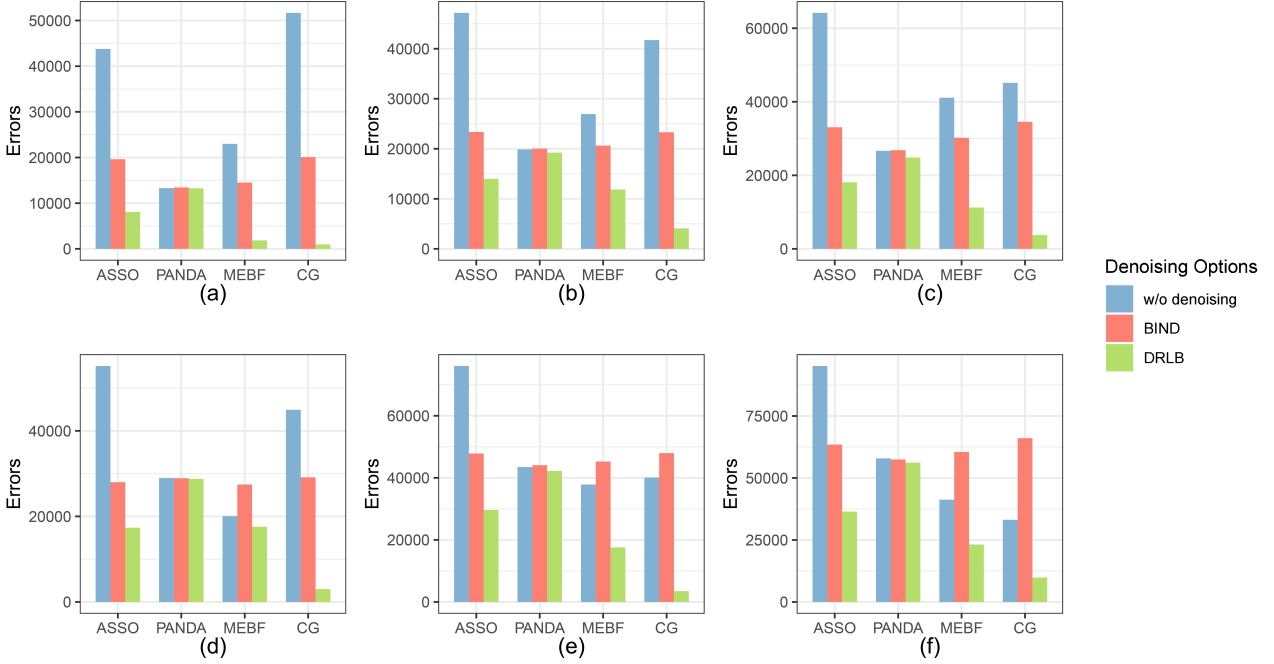 50000
40000
30000
20000
10000
0
Errors
ASSO PANDA MEBF CG
(a)
40000
30000
20000
10000
0
Errors
ASSO PANDA MEBF CG
(b)
60000
40000
20000
0
Errors
ASSO PANDA MEBF CG
(c)
40000
20000
0
Errors
ASSO PANDA MEBF CG
(d)
60000
40000
20000
0
Errors
ASSO PANDA MEBF CG
(e)
75000
50000
25000
0
Errors
ASSO PANDA MEBF CG
(f)
Denoising Options
w/o denoising
BIND
DRLB